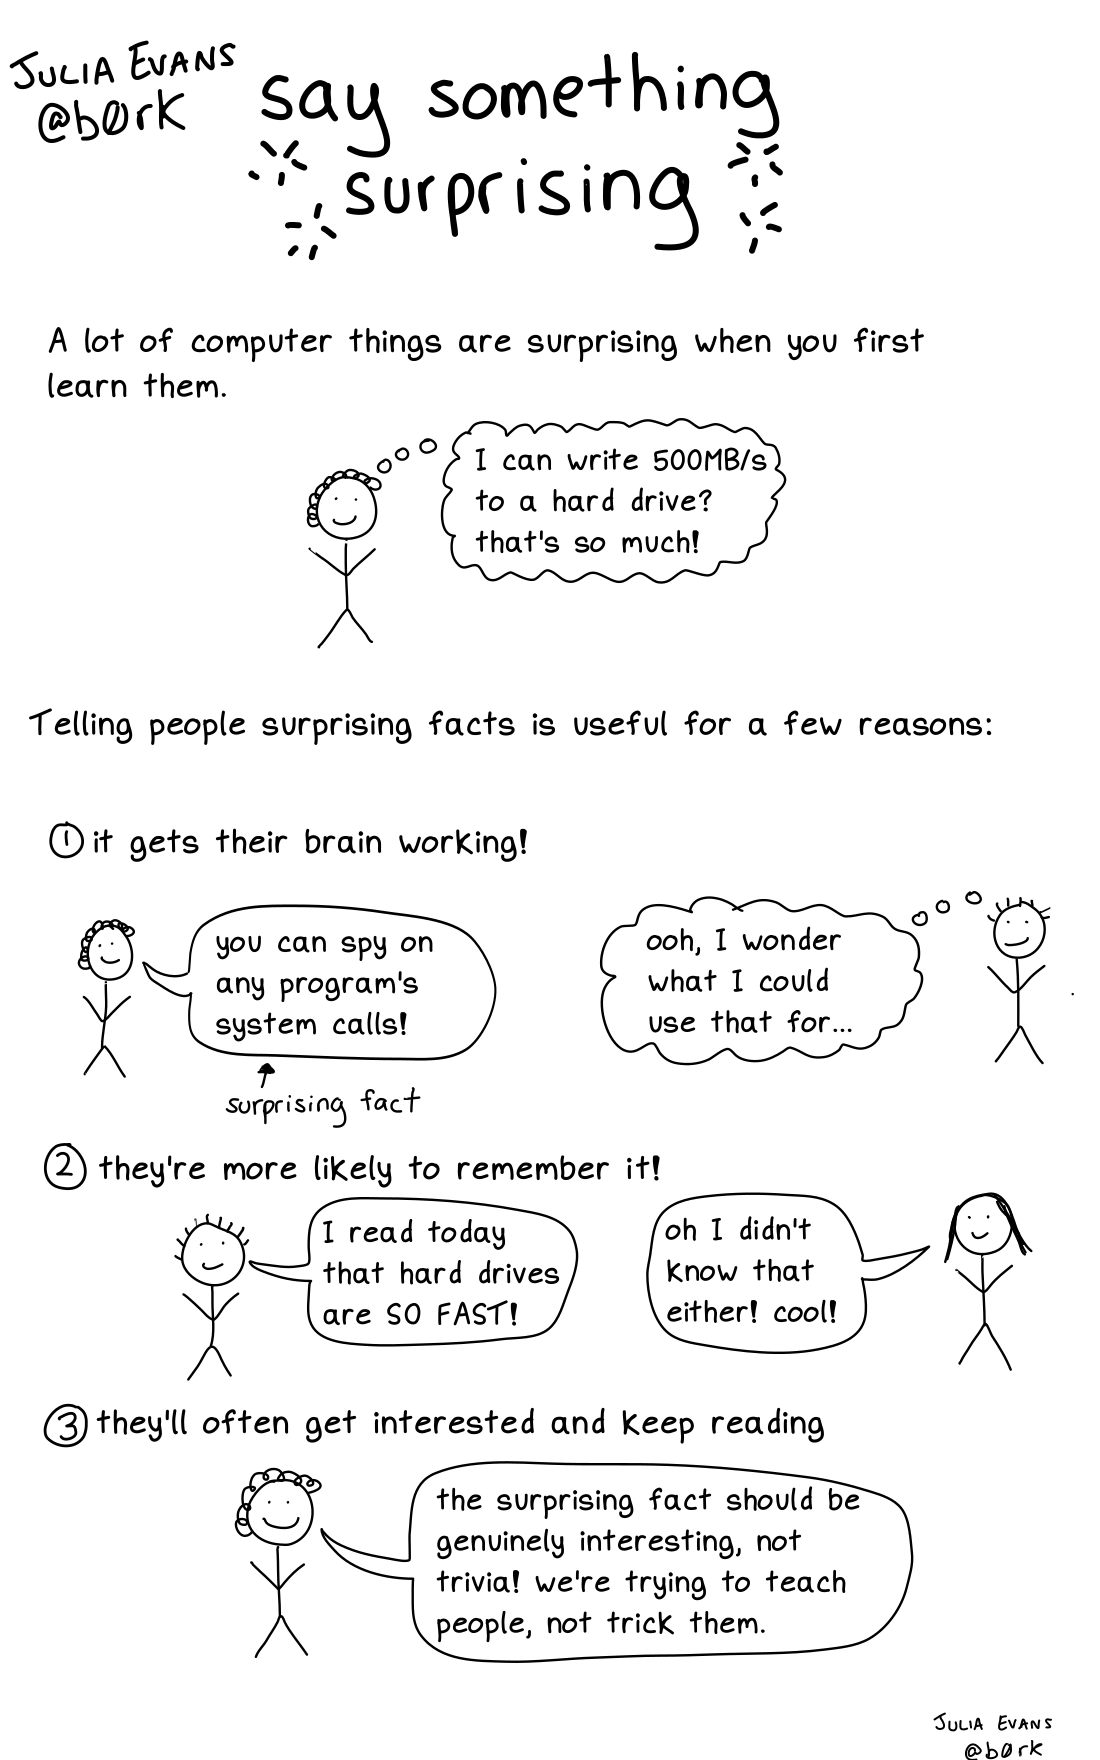 JULIA EVANS
@bØrk
say something
surprising
A lot of computer things are surprising when you first
learn them.
I can write 500MB/s
to a hard drive?
that's so much!
Telling people surprising facts is useful for a few reasons:
① it gets their brain working!
you can spy on
any program's
system calls!
surprising fact
ooh, I wonder
what I could
use that for...
② they're more likely to remember it!
I read today
that hard drives
are SO FAST!
oh I didn't
know that
either! cool!
③ they'll often get interested and keep reading
the surprising fact should be
genuinely interesting, not
trivia! we're trying to teach
people, not trick them.
JULIA EVANS
@bØrk